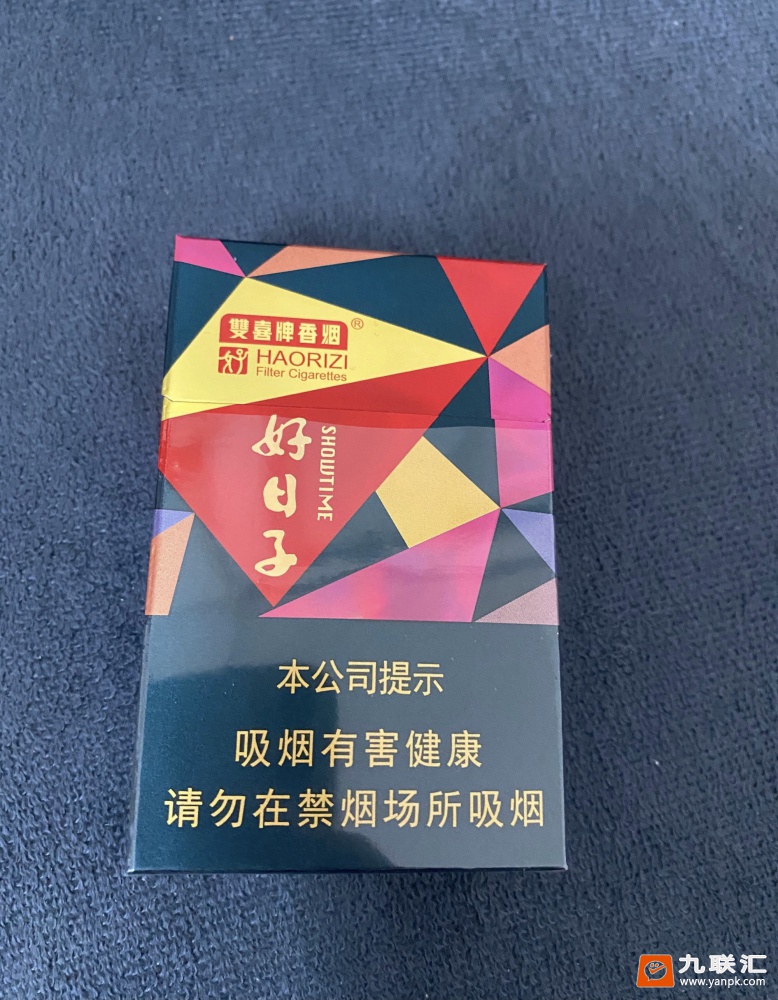 雙喜牌香烟®
HAORIZI
Filter Cigarettes
好日子
SHOWTIME
本公司提示
吸烟有害健康
请勿在禁烟场所吸烟
九联汇
www.yanpk.com